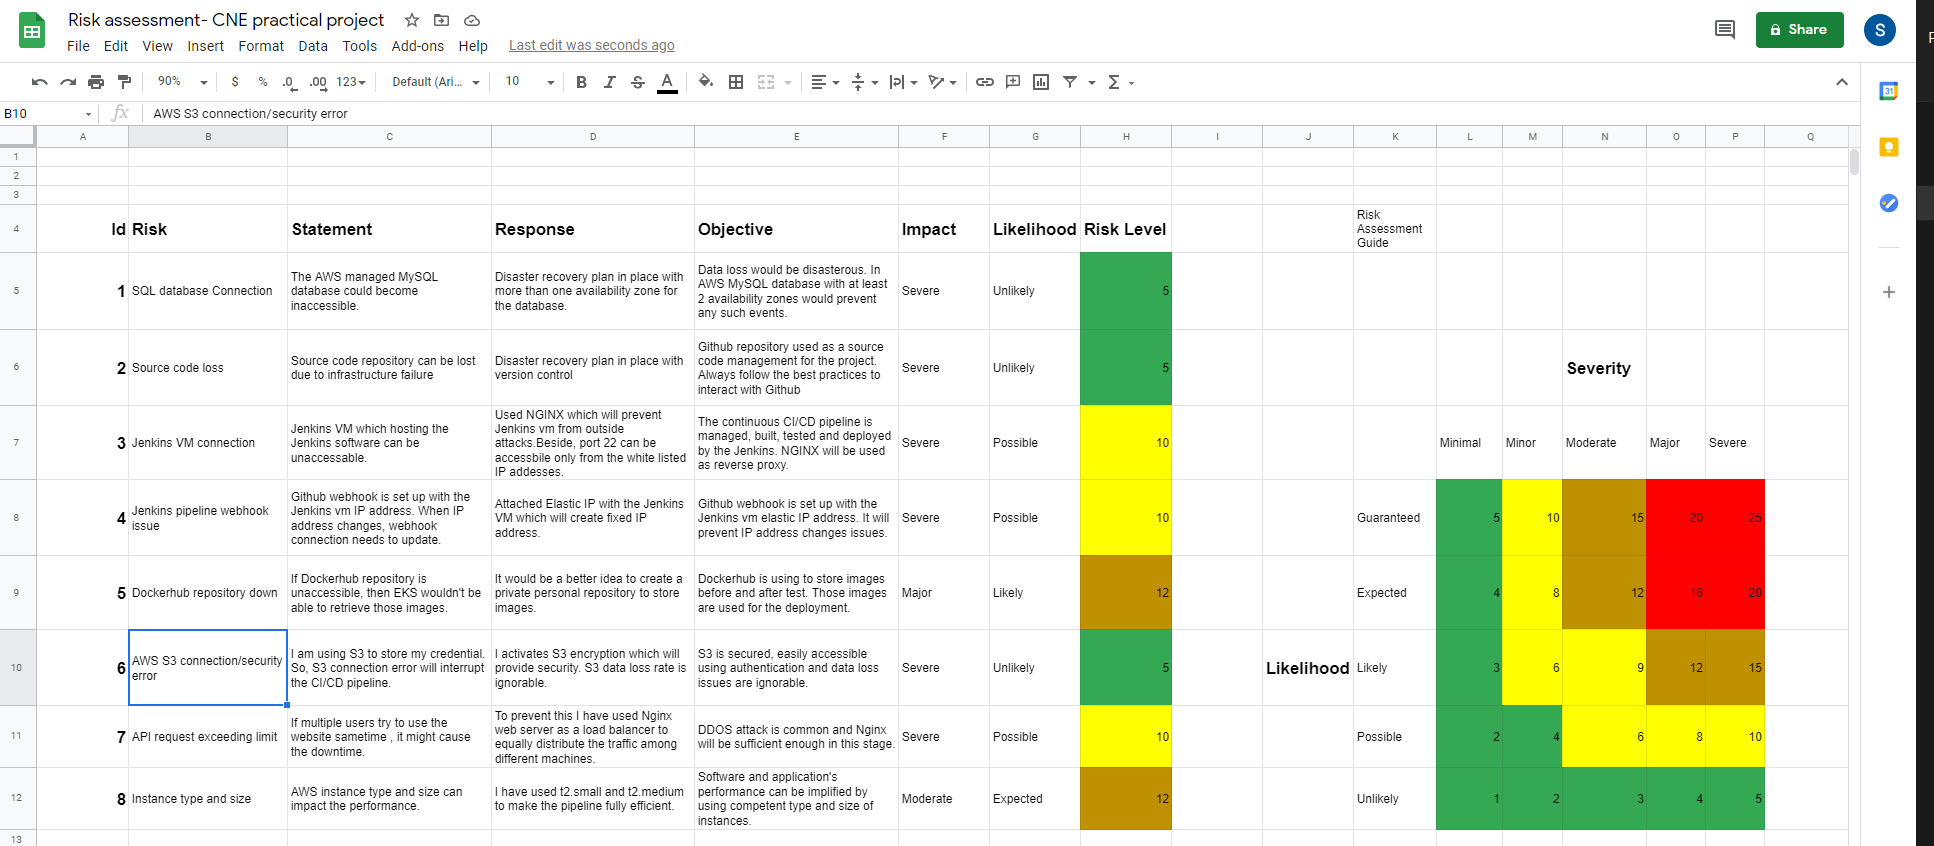 Risk assessment- CNE practical project
File Edit View Insert Format Data Tools Add-ons Help Last edit was seconds ago
Share
S
90% $ % .0 .00 123 Default (Ari... 10 B I S A Σ
31
B10 fx AWS S3 connection/security error
A B C D E F G H I J K L M N O P Q
1
2
3
4 Id Risk Statement Response Objective Impact Likelihood Risk Level
Risk
Assessment
Guide
5 1 SQL database Connection
The AWS managed MySQL
database could become
inaccessible.
Disaster recovery plan in place with
more than one availability zone for
the database.
Data loss would be disasterous. In
AWS MySQL database with at least
2 availability zones would prevent
any such events.
Severe Unlikely 5
6 2 Source code loss
Source code repository can be lost
due to infrastructure failure
Disaster recovery plan in place with
version control
Github repository used as a source
code management for the project.
Always follow the best practices to
interact with Github
Severe Unlikely 5
Severity
7 3 Jenkins VM connection
Jenkins VM which hosting the
Jenkins software can be
unaccessable.
Used NGINX which will prevent
Jenkins vm from outside
attacks.Beside, port 22 can be
accessbile only from the white listed
IP addesses.
The continuous CI/CD pipeline is
managed, built, tested and deployed
by the Jenkins. NGINX will be used
as reverse proxy.
Severe Possible 10
Minimal Minor Moderate Major Severe
8 4 Jenkins pipeline webhook
issue
Github webhook is set up with the
Jenkins vm IP address. When IP
address changes, webhook
connection needs to update.
Attached Elastic IP with the Jenkins
VM which will create fixed IP
address.
Github webhook is set up with the
Jenkins vm elastic IP address. It will
prevent IP address changes issues.
Severe Possible 10
Guaranteed 5 10 15 20 25
9 5 Dockerhub repository down
If Dockerhub repository is
unaccessible, then EKS wouldn't be
able to retrieve those images.
It would be a better idea to create a
private personal repository to store
images.
Dockerhub is using to store images
before and after test. Those images
are used for the deployment.
Major Likely 12
Expected 4 8 12 16 20
10 6 AWS S3 connection/security
error
I am using S3 to store my credential.
So, S3 connection error will interrupt
the CI/CD pipeline.
I activates S3 encryption which will
provide security. S3 data loss rate is
ignorable.
S3 is secured, easily accessible
using authentication and data loss
issues are ignorable.
Severe Unlikely 5
Likelihood Likely 3 6 9 12 15
11 7 API request exceeding limit
If multiple users try to use the
website sametime , it might cause
the downtime.
To prevent this I have used Nginx
web server as a load balancer to
equally distribute the traffic among
different machines.
DDOS attack is common and Nginx
will be sufficient enough in this stage.
Severe Possible 10
Possible 2 4 6 8 10
12 8 Instance type and size
AWS instance type and size can
impact the performance.
I have used t2.small and t2.medium
to make the pipeline fully efficient.
Software and application's
performance can be implified by
using competent type and size of
instances.
Moderate Expected 12
Unlikely 1 2 3 4 5
13